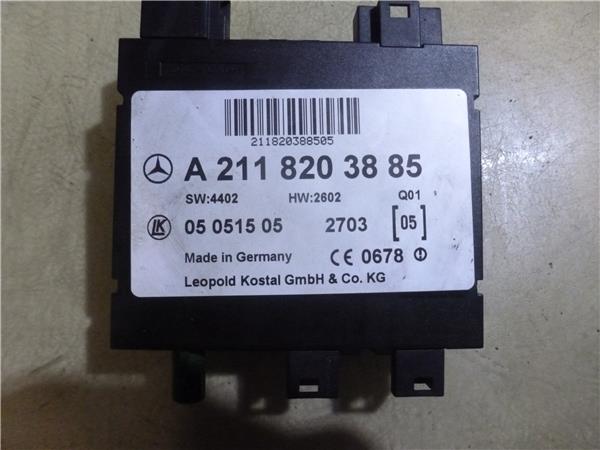 211820388505
A 211 820 38 85
SW:4402 HW:2602 Q01
05 0515 05 2703 [05]
LK
Made in Germany CE 0678
Leopold Kostal GmbH & Co. KG